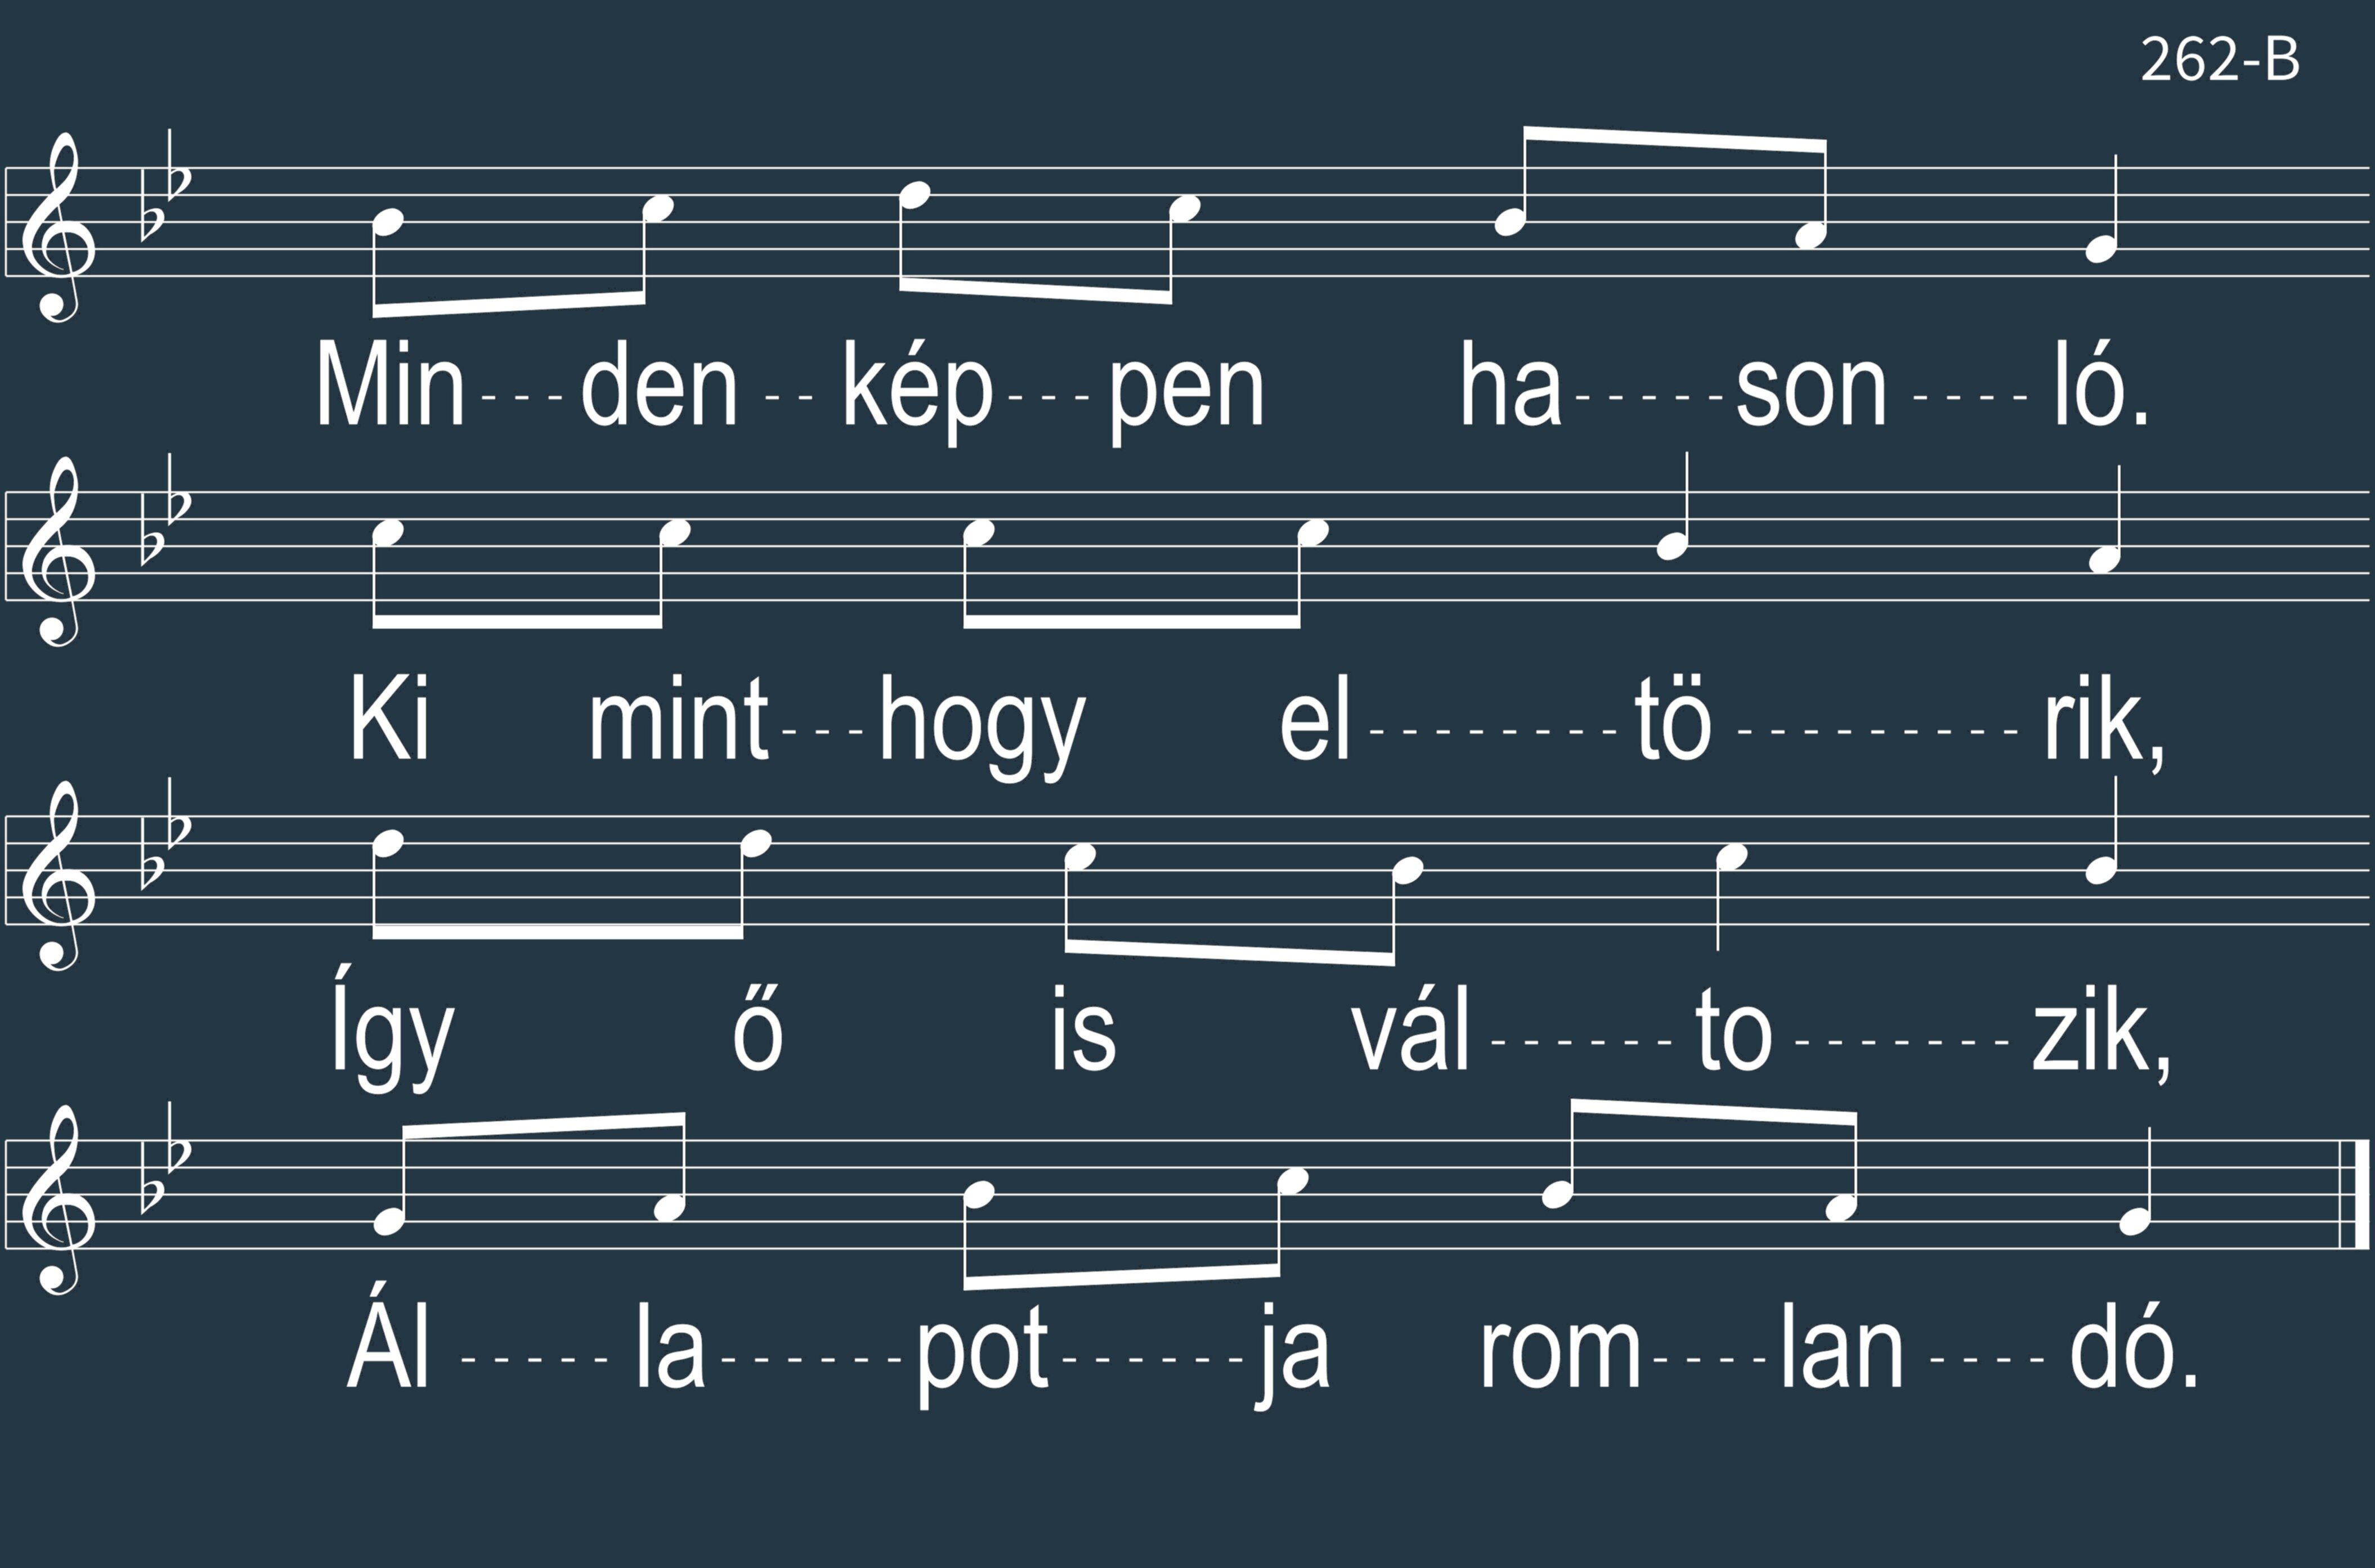 262-B
Min---den--kép---pen ha-----son----ló.
Ki mint---hogy el--------tö---------rik,
Így ő is vál------to-------zik,
Ál-----la------pot------ja rom----lan----dó.